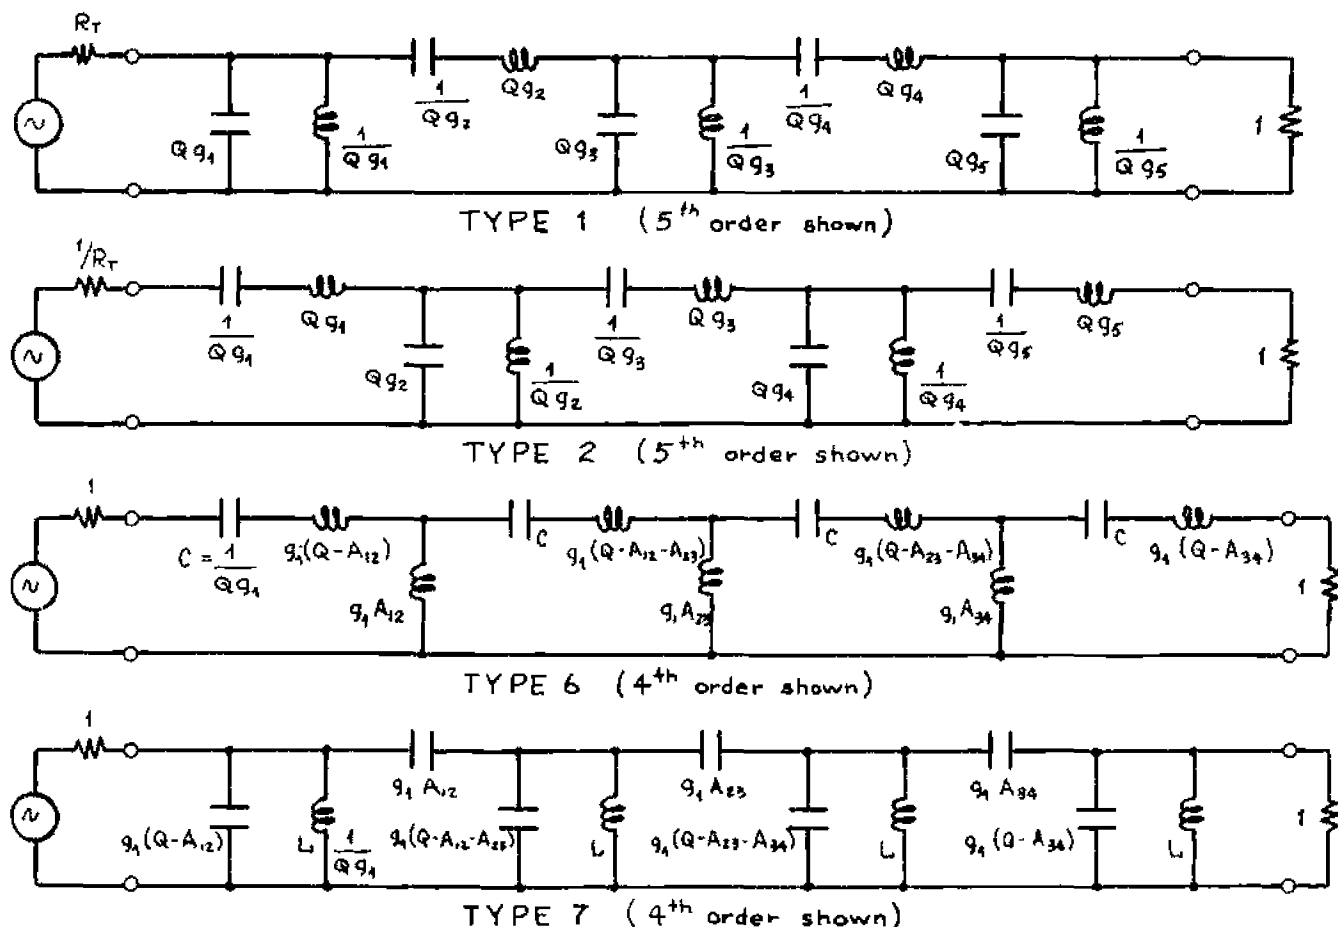 R_T
1/(Qg₂) Qg₂ 1/(Qg₄) Qg₄
Qg₁ 1/(Qg₁) Qg₃ 1/(Qg₃) Qg₅ 1/(Qg₅) 1
TYPE 1 (5th order shown)
1/R_T
1/(Qg₁) Qg₁ 1/(Qg₃) Qg₃ 1/(Qg₅) Qg₅
Qg₂ 1/(Qg₂) Qg₄ 1/(Qg₄) 1
TYPE 2 (5th order shown)
1
C = 1/(Qg₁) g₁(Q-A₁₂) C g₁(Q-A₁₂-A₂₃) C g₁(Q-A₂₃-A₃₄) C g₁(Q-A₃₄)
g₁A₁₂ g₁A₂₃ g₁A₃₄ 1
TYPE 6 (4th order shown)
1
g₁A₁₂ g₁A₂₃ g₁A₃₄
g₁(Q-A₁₂) L 1/(Qg₁) g₁(Q-A₁₂-A₂₃) L g₁(Q-A₂₃-A₃₄) L g₁(Q-A₃₄) L 1
TYPE 7 (4th order shown)